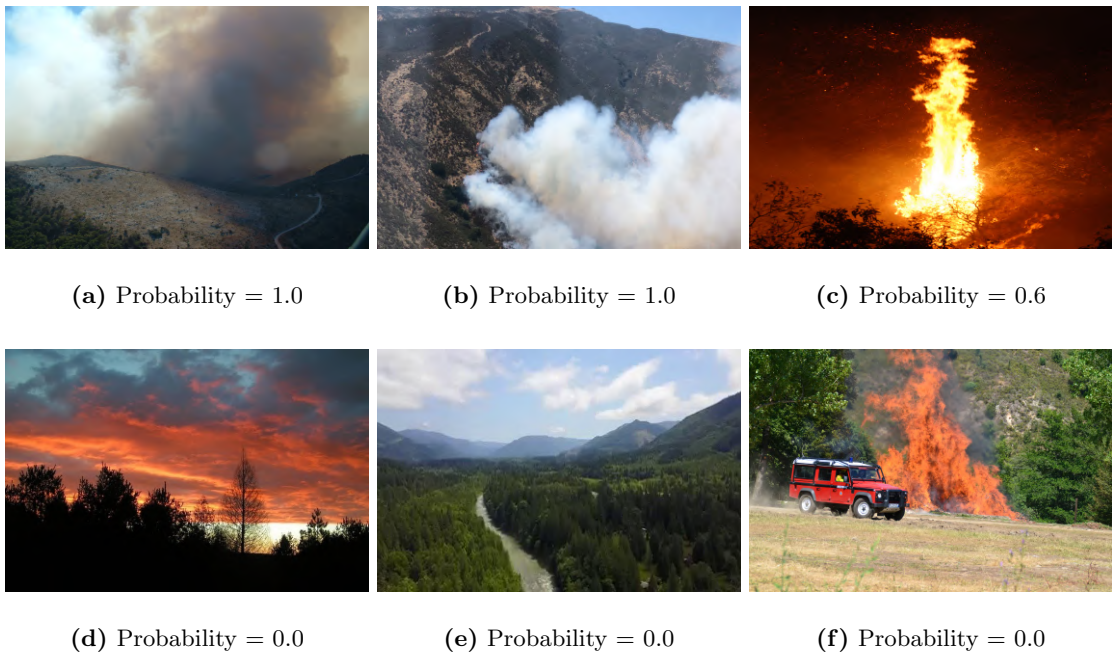 (a) Probability = 1.0
(b) Probability = 1.0
(c) Probability = 0.6
(d) Probability = 0.0
(e) Probability = 0.0
(f) Probability = 0.0